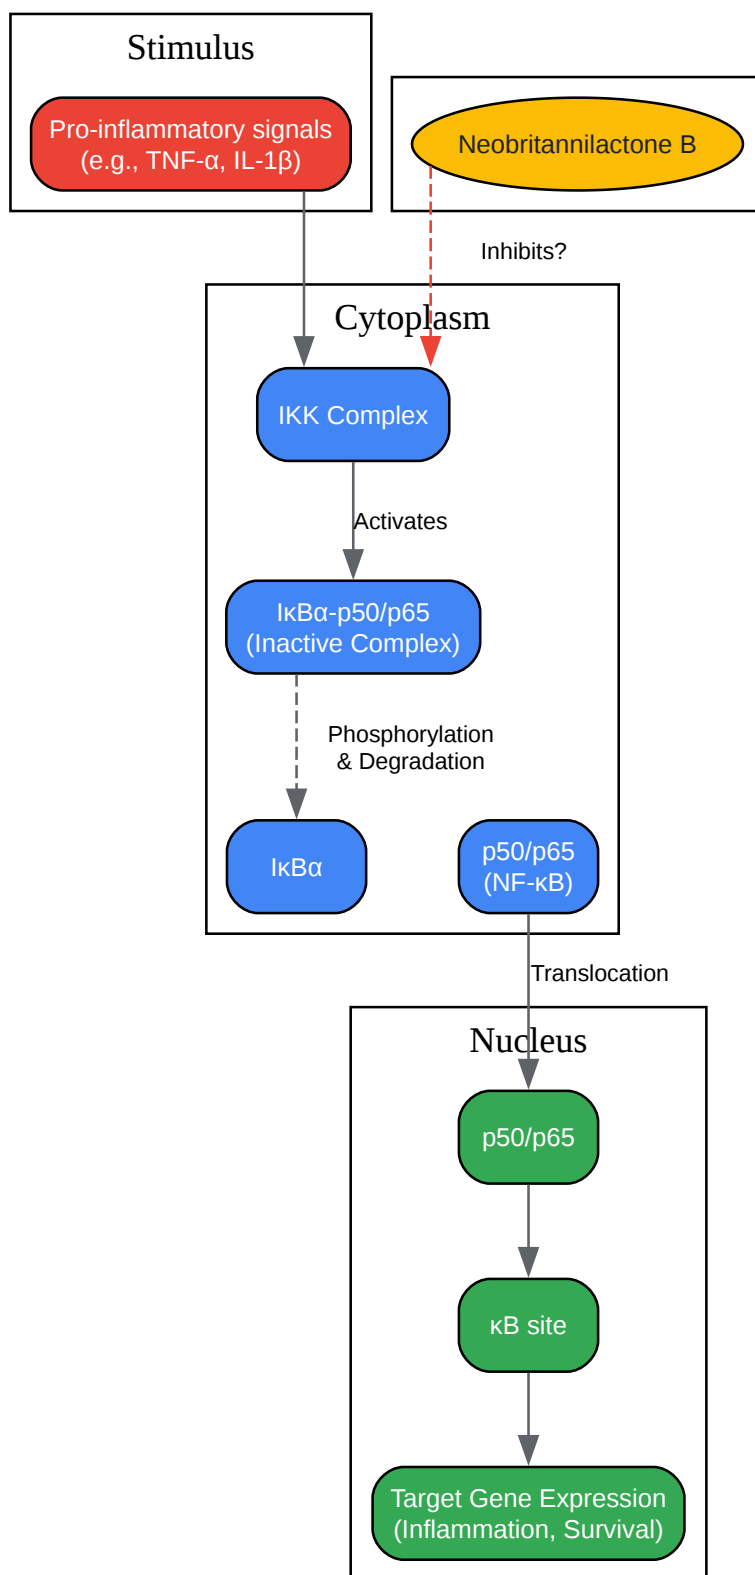 Stimulus
Pro-inflammatory signals
(e.g., TNF-α, IL-1β)
Neobritannilactone B
Inhibits?
Cytoplasm
IKK Complex
Activates
IκBα-p50/p65
(Inactive Complex)
Phosphorylation
& Degradation
IκBα
p50/p65
(NF-κB)
Translocation
Nucleus
p50/p65
κB site
Target Gene Expression
(Inflammation, Survival)